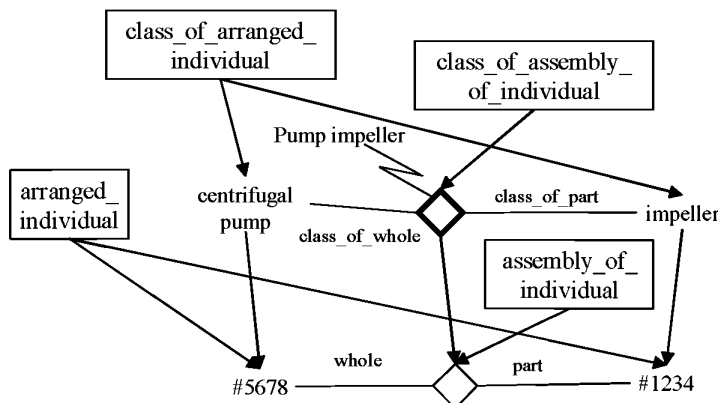 class_of_arranged_
individual
class_of_assembly_
of_individual
Pump impeller
arranged_
individual
centrifugal
pump
class_of_part
impeller
class_of_whole
assembly_of_
individual
whole
part
#5678
#1234